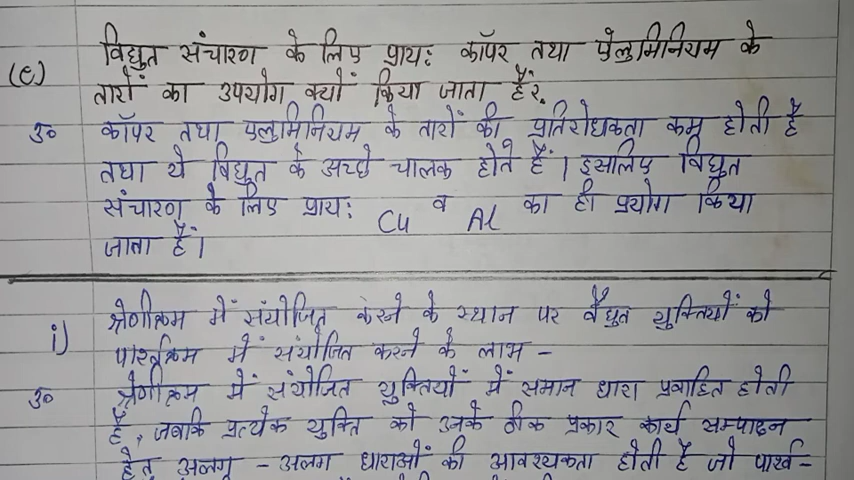 (e) विद्युत संचारण के लिए प्रायः कॉपर तथा ऐलुमिनियम के
तारों का उपयोग क्यों किया जाता है?
उ० कॉपर तथा एलुमिनियम के तारों की प्रतिरोधकता कम होती है
तथा ये विद्युत के अच्छे चालक होते हैं। इसलिए विद्युत
संचारण के लिए प्रायः Cu व Al का ही प्रयोग किया
जाता है।
i) श्रेणीक्रम में संयोजित करने के स्थान पर वैद्युत युक्तियों को
पार्श्वक्रम में संयोजित करने के लाभ -
उ० श्रेणीक्रम में संयोजित युक्तियों में समान धारा प्रवाहित होती
है, जबकि प्रत्येक युक्ति को उनके ठीक प्रकार कार्य सम्पादन
हेतु अलग - अलग धाराओं की आवश्यकता होती है जो पार्श्व-